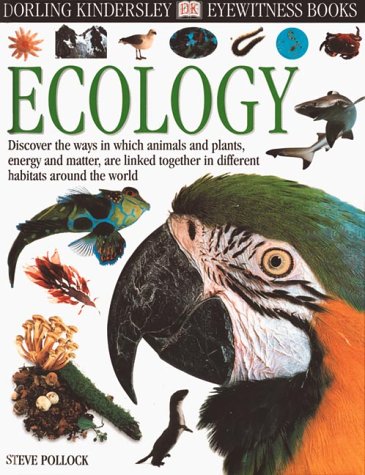 DORLING KINDERSLEY DK EYEWITNESS BOOKS
ECOLOGY
Discover the ways in which animals and plants,
energy and matter, are linked together in different
habitats around the world
STEVE POLLOCK